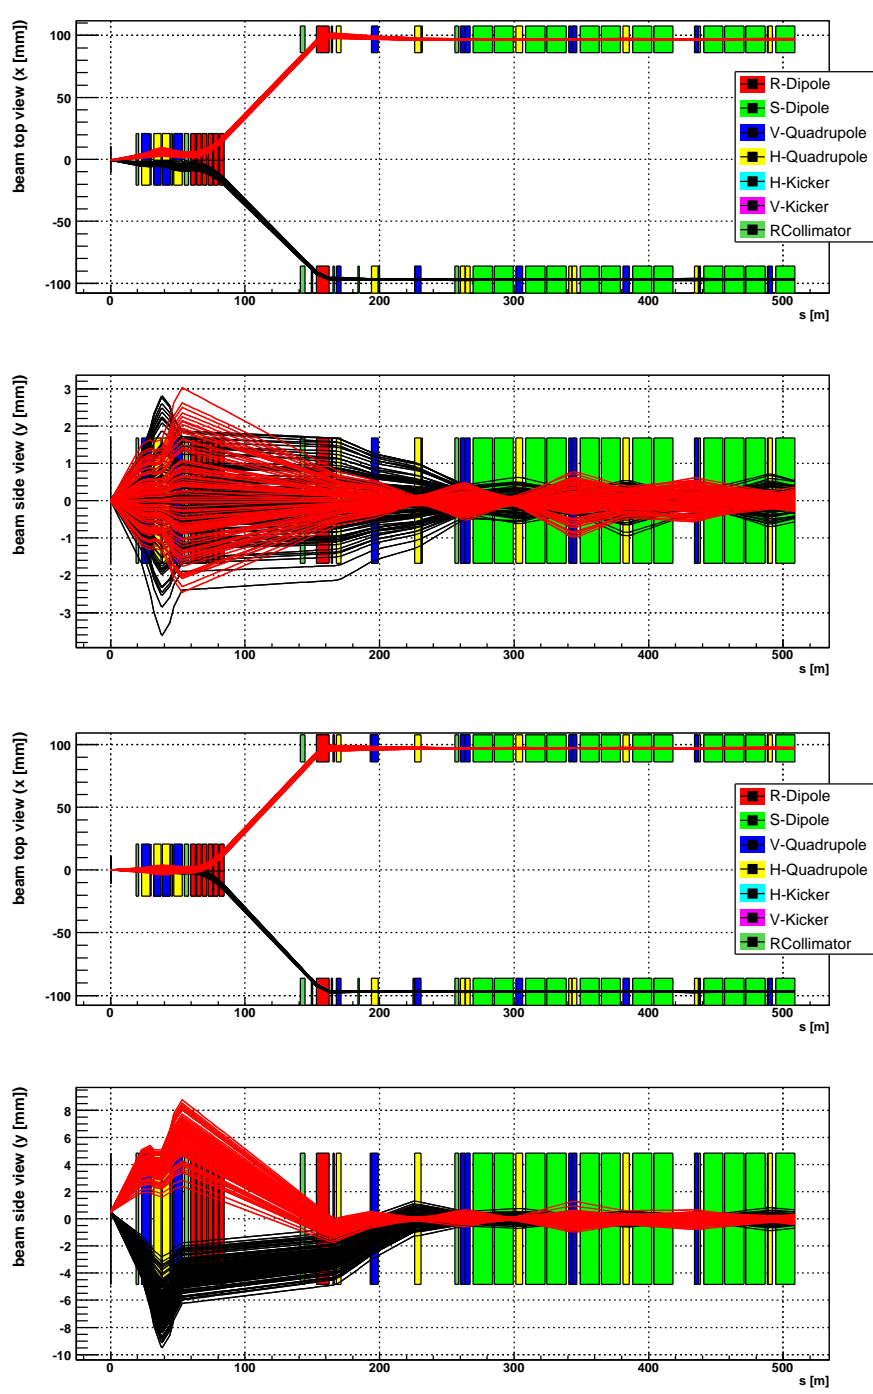 beam top view (x [mm])
100
50
0
-50
-100
R-Dipole
S-Dipole
V-Quadrupole
H-Quadrupole
H-Kicker
V-Kicker
RCollimator
0 100 200 300 400 500
s [m]
beam side view (y [mm])
3
2
1
0
-1
-2
-3
0 100 200 300 400 500
s [m]
beam top view (x [mm])
100
50
0
-50
-100
R-Dipole
S-Dipole
V-Quadrupole
H-Quadrupole
H-Kicker
V-Kicker
RCollimator
0 100 200 300 400 500
s [m]
beam side view (y [mm])
8
6
4
2
0
-2
-4
-6
-8
-10
0 100 200 300 400 500
s [m]